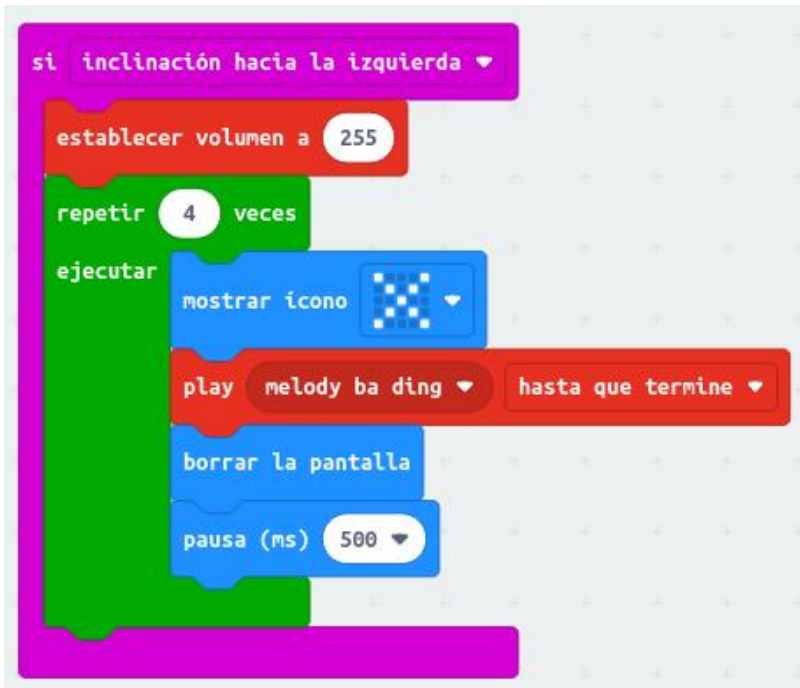 si inclinación hacia la izquierda
establecer volumen a 255
repetir 4 veces
ejecutar
mostrar ícono
play melody ba ding hasta que termine
borrar la pantalla
pausa (ms) 500